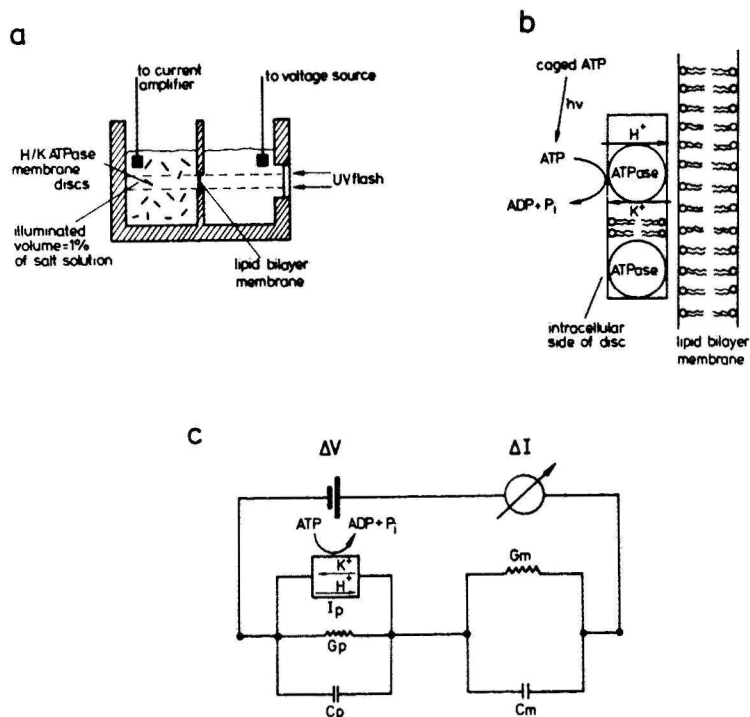 a
to current
amplifier
to voltage source
H/K ATPase
membrane
discs
UV flash
illuminated
volume=1%
of salt solution
lipid bilayer
membrane
b
caged ATP
hν
ATP
ADP+Pi
H+
ATPase
K+
ATPase
intracellular
side of disc
lipid bilayer
membrane
c
ΔV
ΔI
ATP
ADP+Pi
K+
H+
Ip
Gp
Cp
Gm
Cm